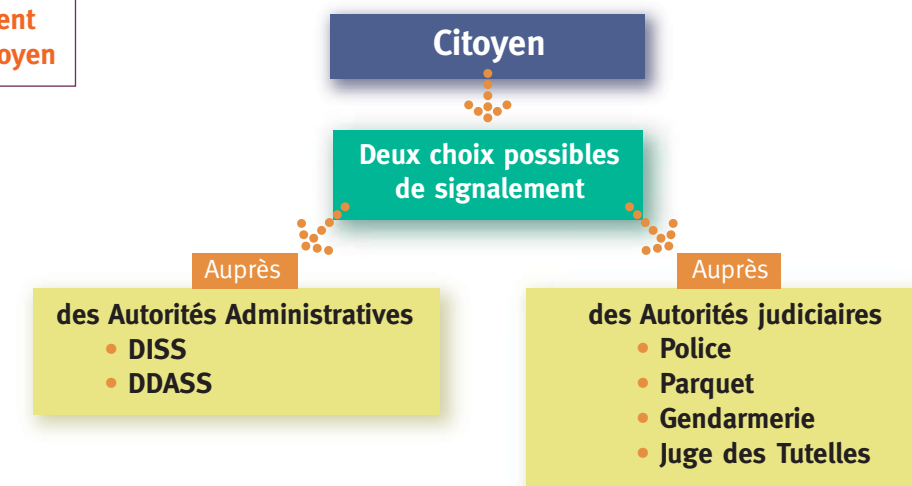 ent
oyen
Citoyen
Deux choix possibles
de signalement
Auprès
des Autorités Administratives
• DISS
• DDASS
Auprès
des Autorités judiciaires
• Police
• Parquet
• Gendarmerie
• Juge des Tutelles